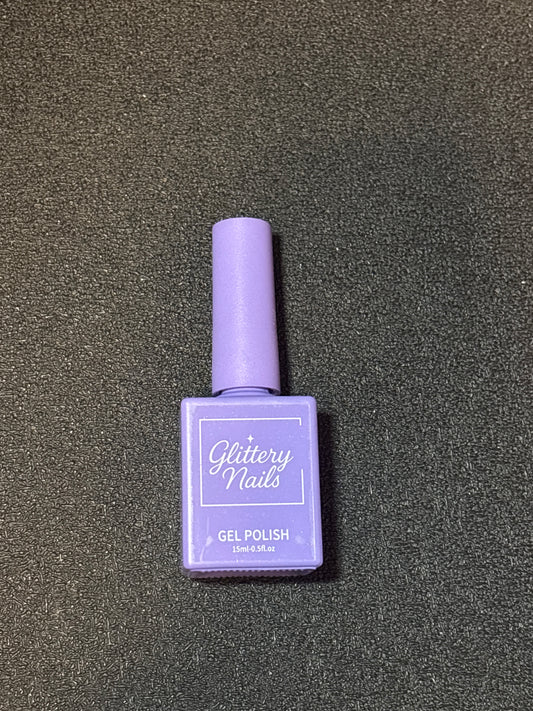 Glittery
Nails
GEL POLISH
15ml-0.5fl.oz